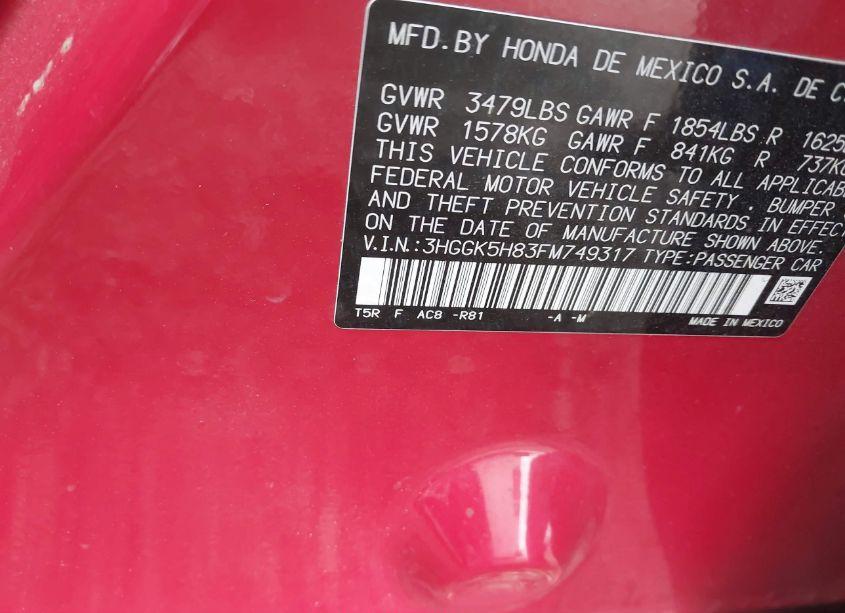 MFD.BY HONDA DE MEXICO S.A. DE C.
GVWR 3479LBS GAWR F 1854LBS R 1625
GVWR 1578KG GAWR F 841KG R 737KG
THIS VEHICLE CONFORMS TO ALL APPLICAB
FEDERAL MOTOR VEHICLE SAFETY, BUMPER
AND THEFT PREVENTION STANDARDS IN EFFECT
ON THE DATE OF MANUFACTURE SHOWN ABOVE.
V.I.N.:3HGGK5H83FM749317 TYPE:PASSENGER CAR
T5R F AC8 -R81 -A -M MADE IN MEXICO